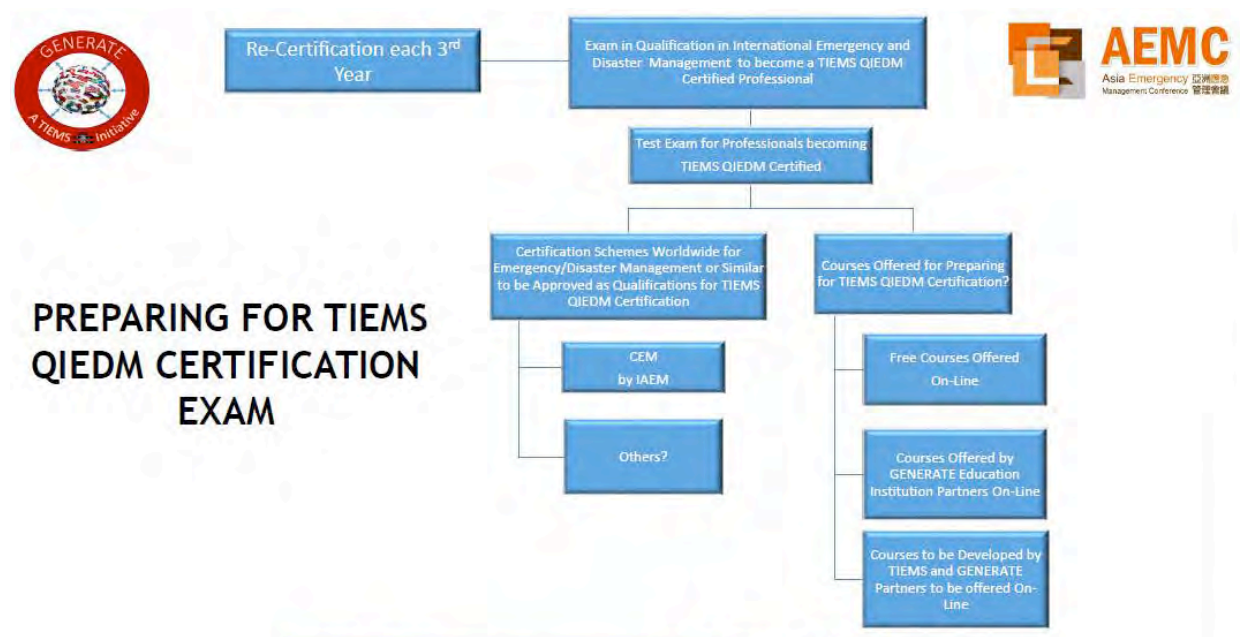 GENERATE
A TIEMS Initiative
Re-Certification each 3rd
Year
Exam in Qualification in International Emergency and
Disaster Management to become a TIEMS QIEDM
Certified Professional
AEMC
Asia Emergency 亞洲應急
Management Conference 管理會議
Test Exam for Professionals becoming
TIEMS QIEDM Certified
Certification Schemes Worldwide for
Emergency/Disaster Management or Similar
to be Approved as Qualifications for TIEMS
QIEDM Certification
Courses Offered for Preparing
for TIEMS QIEDM Certification?
PREPARING FOR TIEMS
QIEDM CERTIFICATION
EXAM
CEM
by IAEM
Others?
Free Courses Offered
On-Line
Courses Offered by
GENERATE Education
Institution Partners On-Line
Courses to be Developed by
TIEMS and GENERATE
Partners to be offered On-
Line